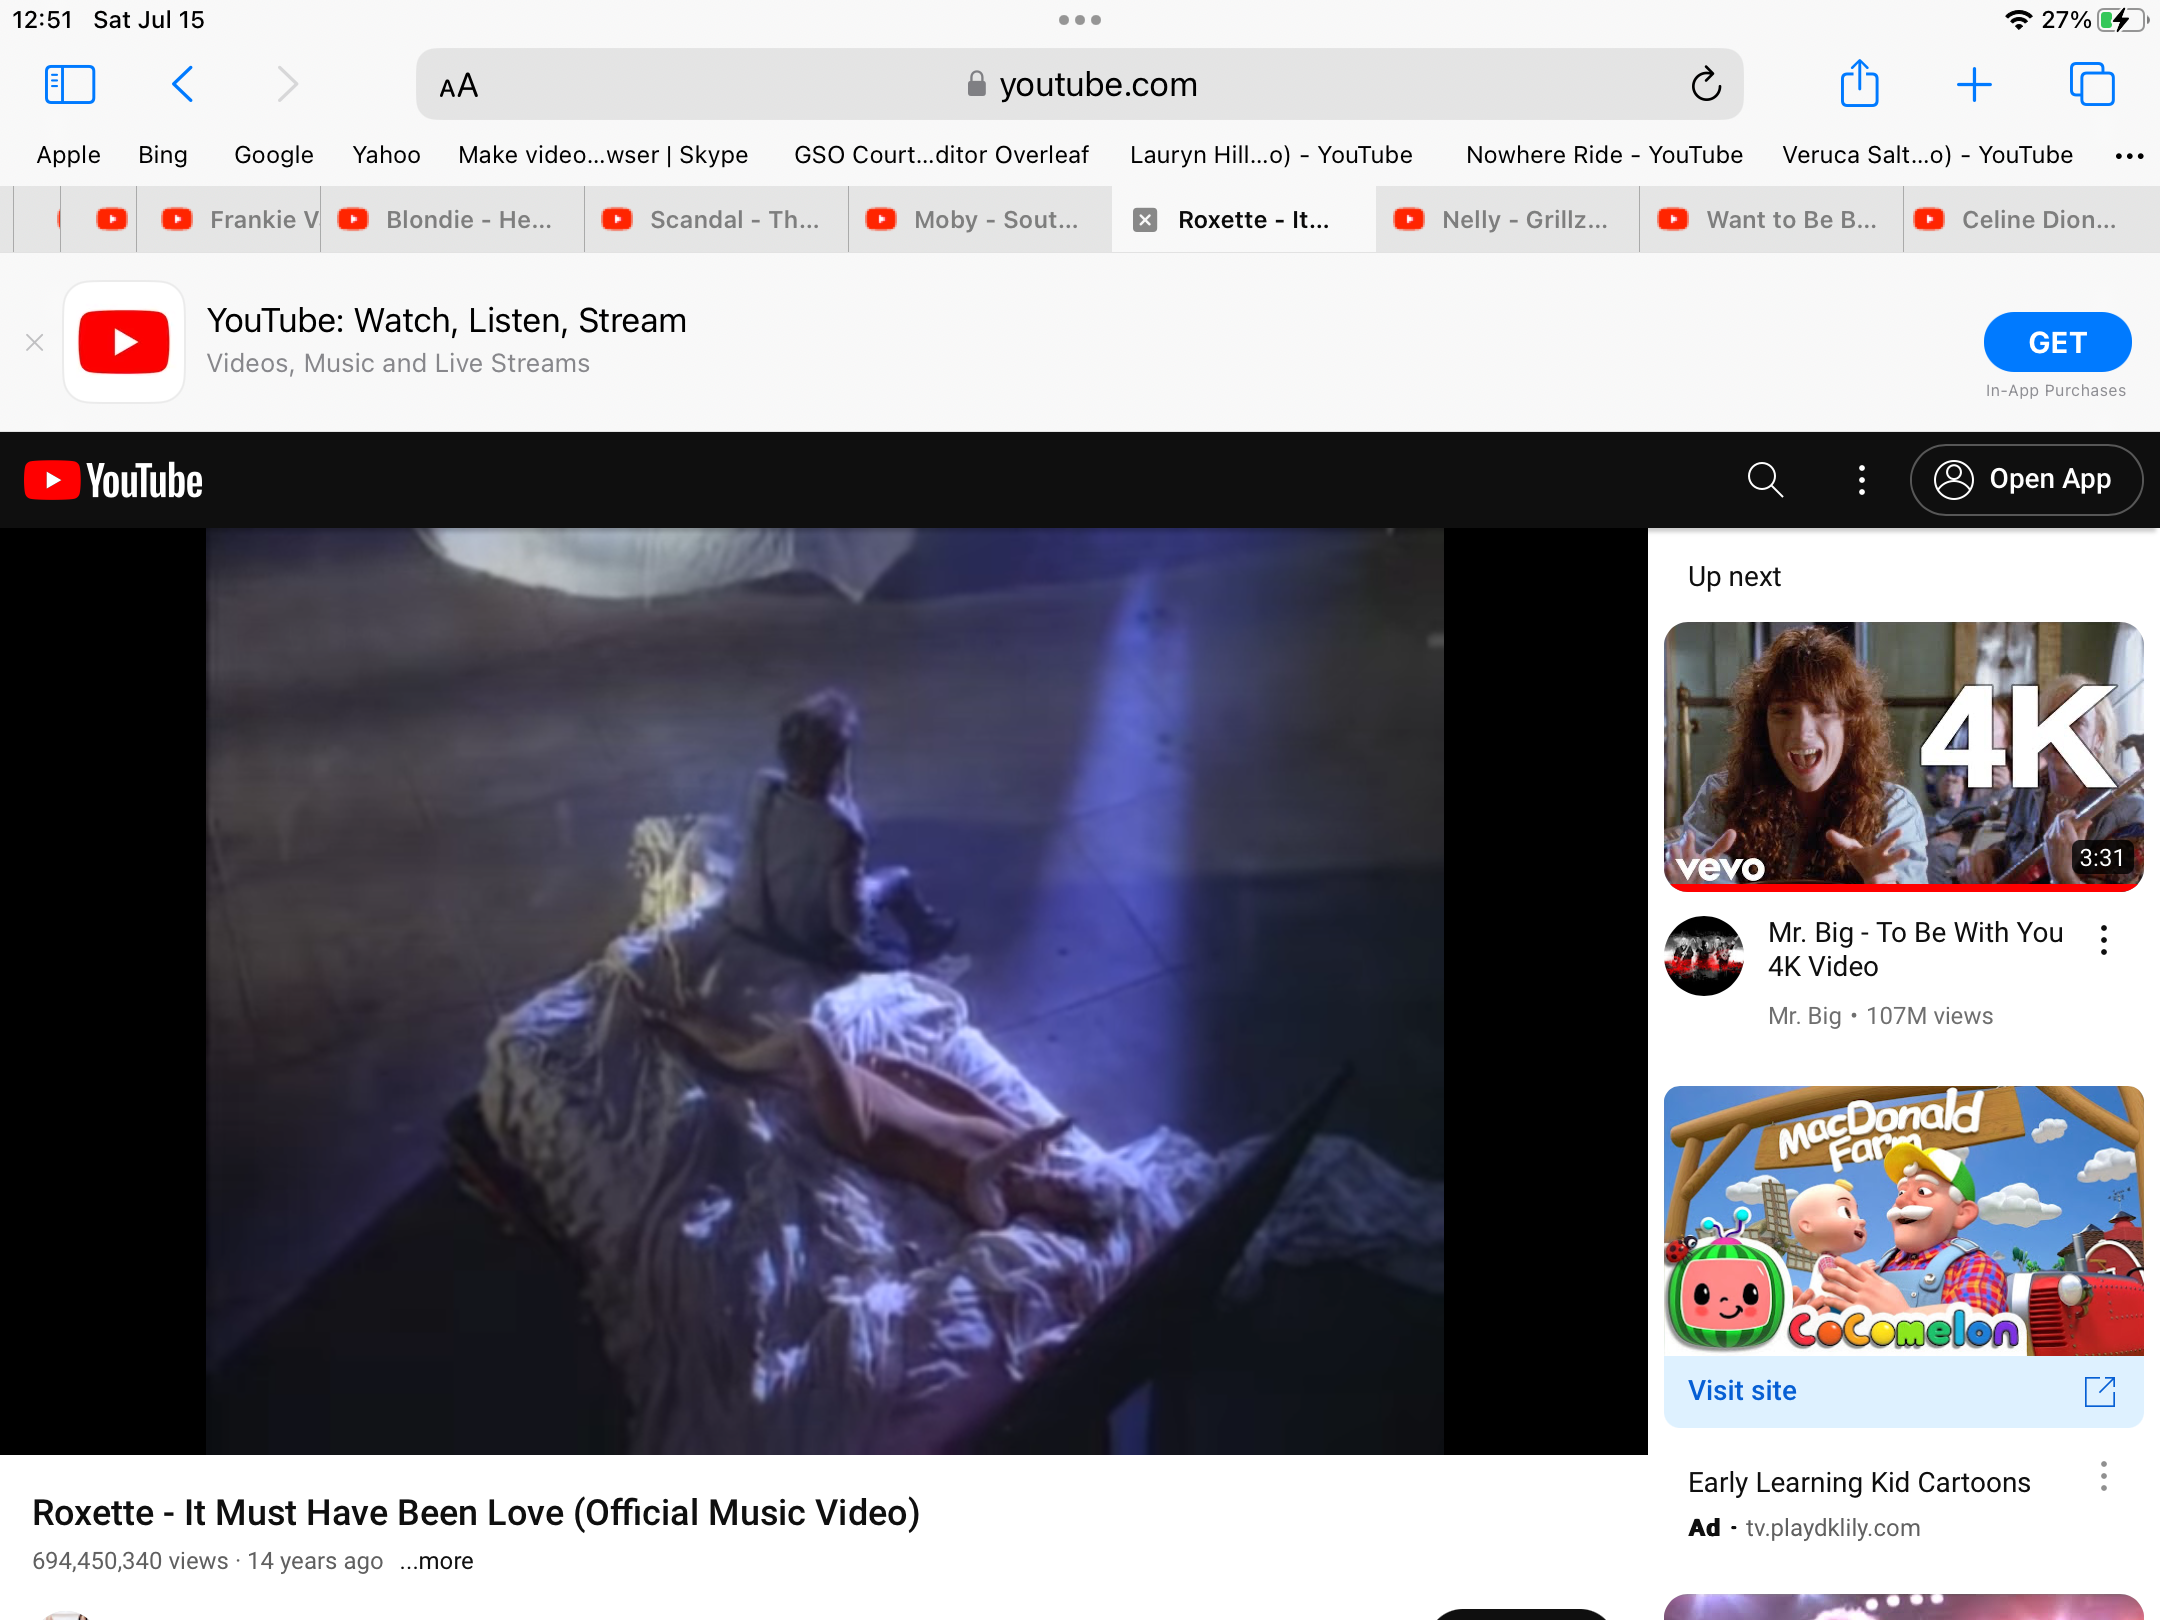 12:51 Sat Jul 15
27%
AA
youtube.com
Apple Bing Google Yahoo Make video...wser | Skype GSO Court...ditor Overleaf Lauryn Hill...o) - YouTube Nowhere Ride - YouTube Veruca Salt...o) - YouTube
Frankie V Blondie - He... Scandal - Th... Moby - Sout... Roxette - It... Nelly - Grillz... Want to Be B... Celine Dion...
YouTube: Watch, Listen, Stream
Videos, Music and Live Streams
GET
In-App Purchases
YouTube
Open App
Up next
4K
vevo
3:31
Mr. Big - To Be With You
4K Video
Mr. Big • 107M views
MacDonald
Farm
CoComelon
Visit site
Early Learning Kid Cartoons
Ad · tv.playdklily.com
Roxette - It Must Have Been Love (Official Music Video)
694,450,340 views · 14 years ago ...more